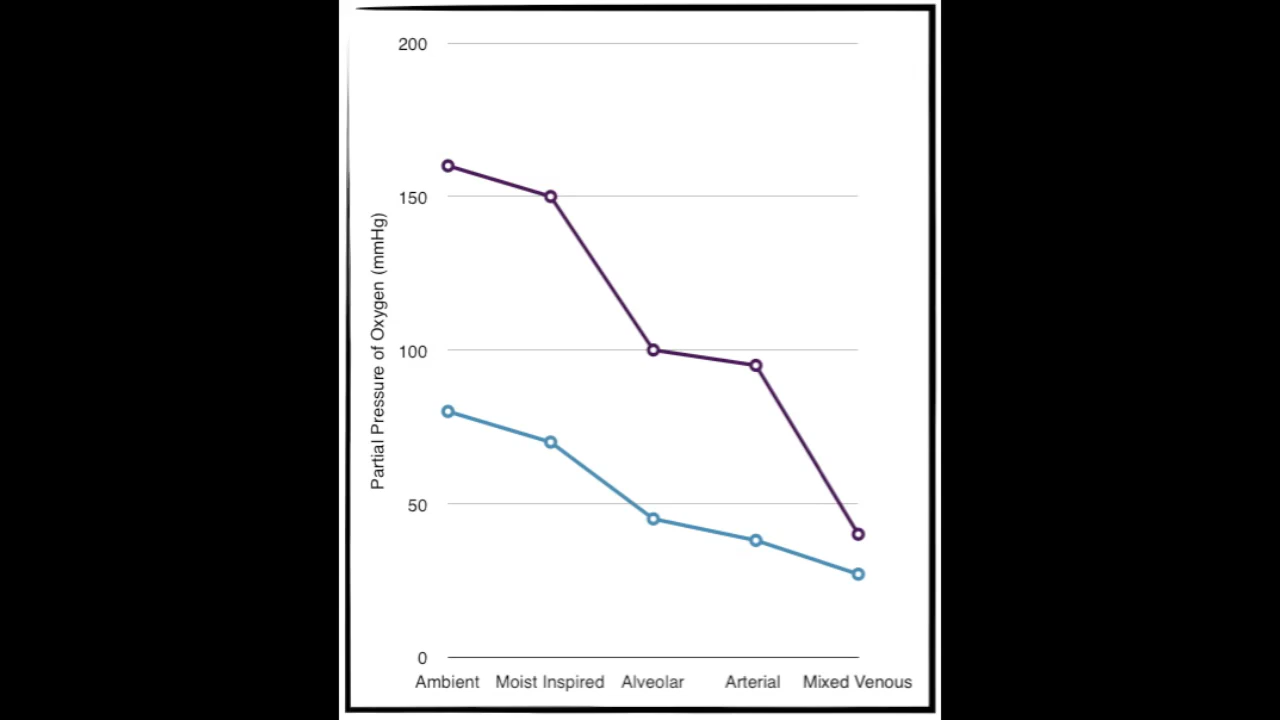 200
150
100
50
0
Partial Pressure of Oxygen (mmHg)
Ambient Moist Inspired Alveolar Arterial Mixed Venous